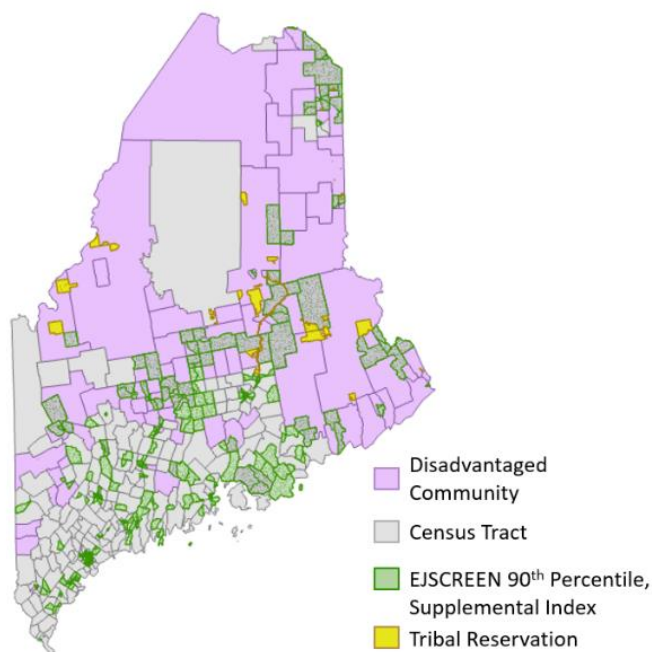 Disadvantaged
Community
Census Tract
EJSCREEN 90th Percentile,
Supplemental Index
Tribal Reservation